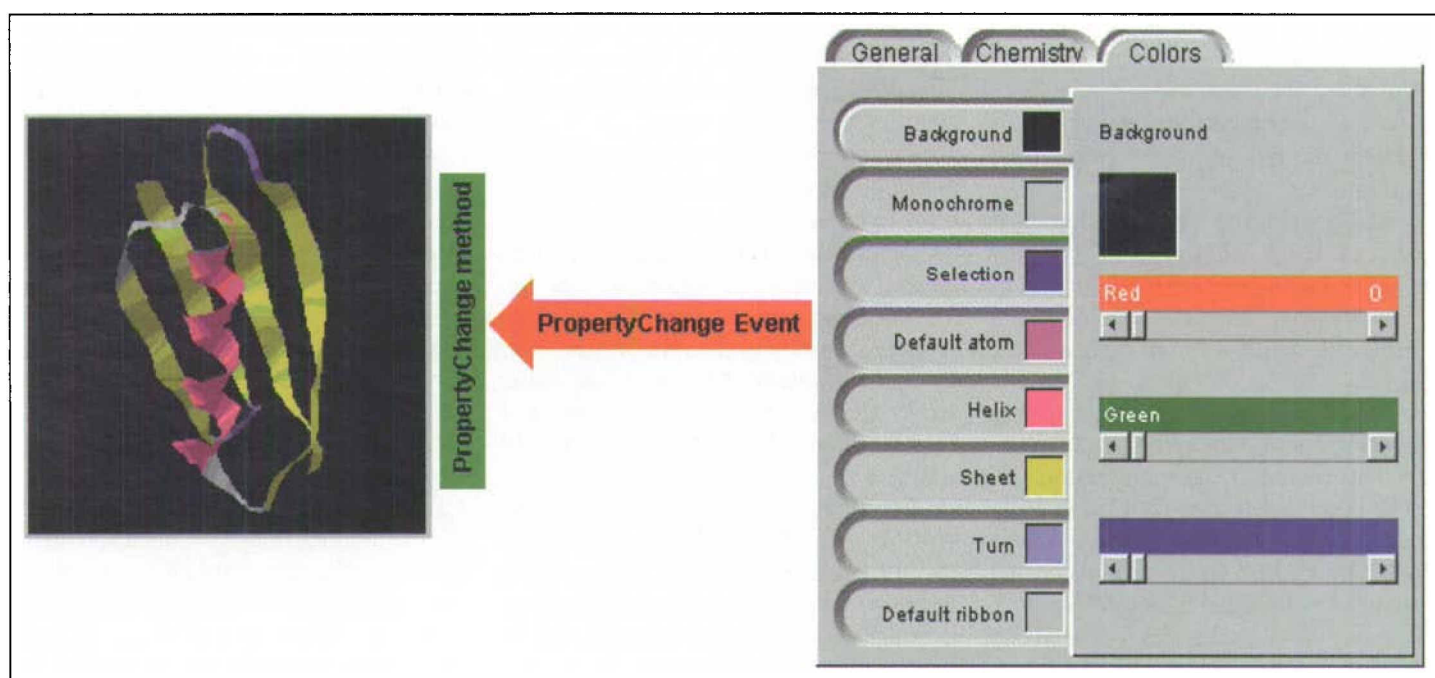 General
Chemistry
Colors
PropertyChange method
PropertyChange Event
Background
Monochrome
Selection
Default atom
Helix
Sheet
Turn
Default ribbon
Background
Red 0
Green